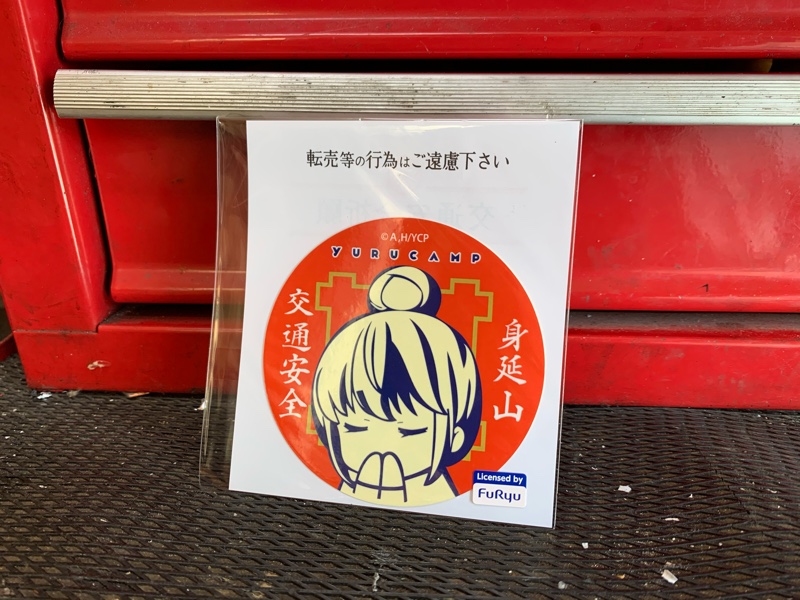 転売等の行為はご遠慮下さい
©A,H/YCP
YURUCAMP
身延山
交通安全
Licensed by
FuRyu